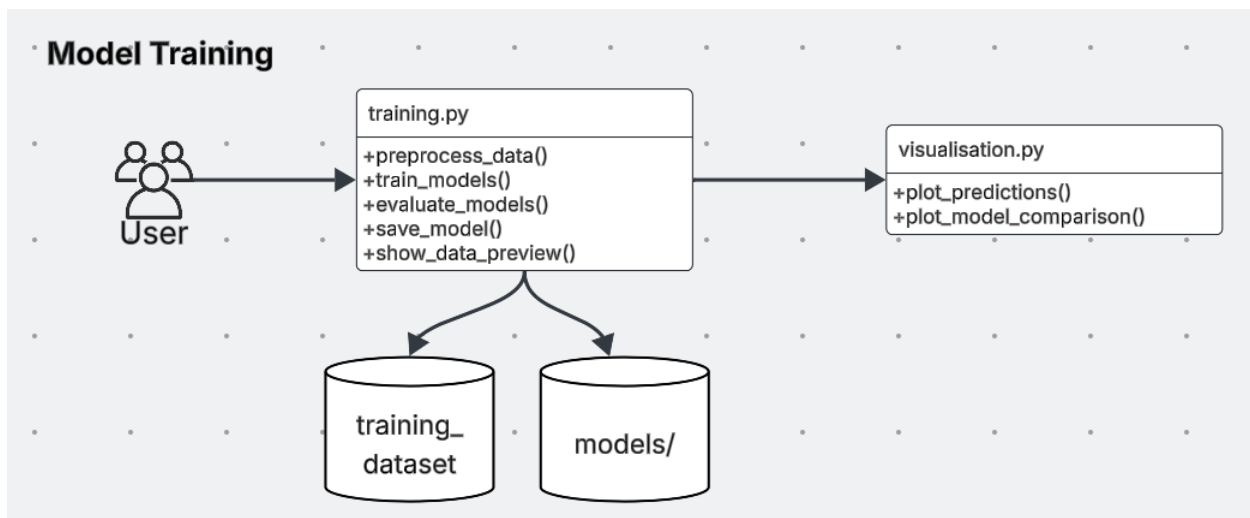 Model Training
User
training.py
+preprocess_data()
+train_models()
+evaluate_models()
+save_model()
+show_data_preview()
visualisation.py
+plot_predictions()
+plot_model_comparison()
training_
dataset
models/